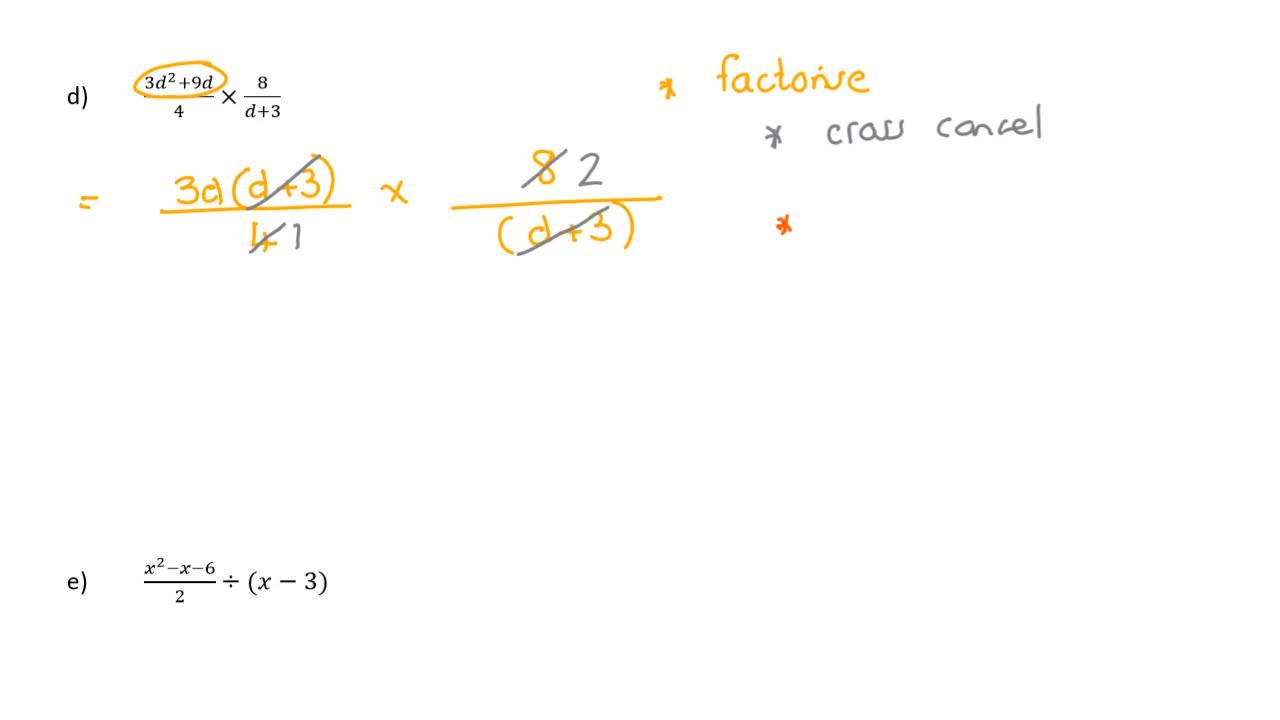 d) (3d²+9d)/4 × 8/(d+3)
* factorise
* cross cancel
= 3d(d+3)/4 1 × 8 2/(d+3)
*
e) (x²−x−6)/2 ÷ (x − 3)